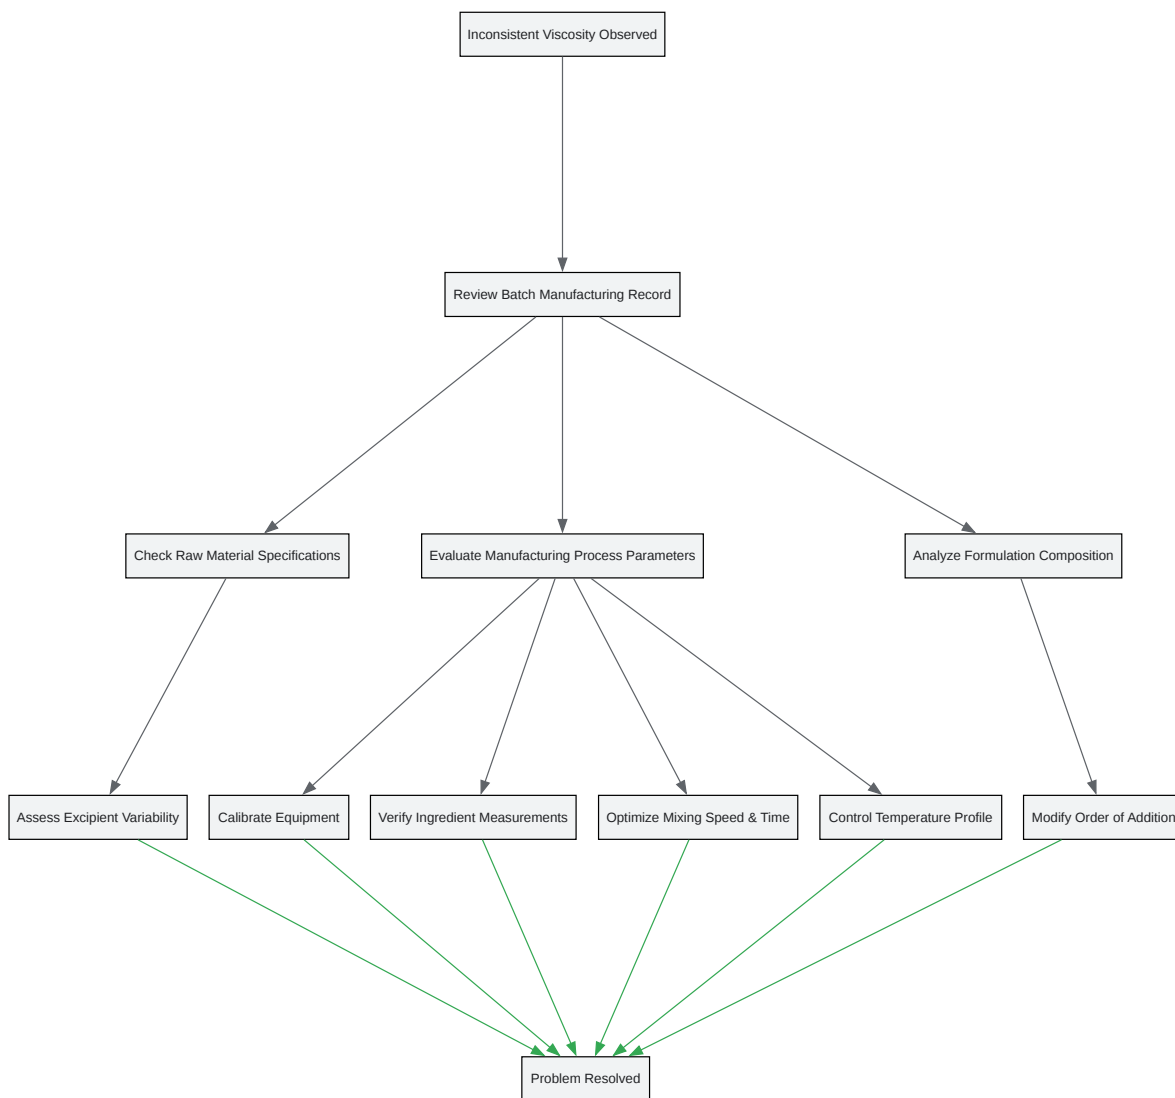 Inconsistent Viscosity Observed
Review Batch Manufacturing Record
Check Raw Material Specifications
Evaluate Manufacturing Process Parameters
Analyze Formulation Composition
Assess Excipient Variability
Calibrate Equipment
Verify Ingredient Measurements
Optimize Mixing Speed & Time
Control Temperature Profile
Modify Order of Addition
Problem Resolved